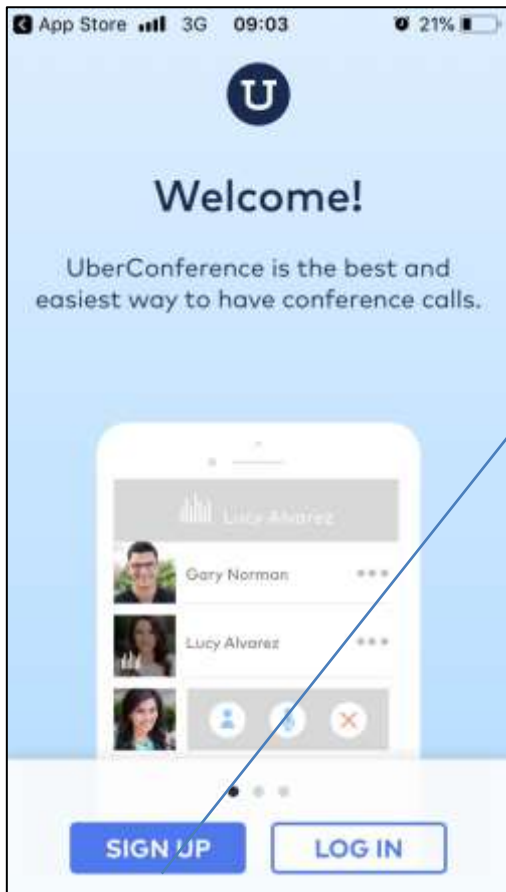 App Store 3G 09:03 21%
U
Welcome!
UberConference is the best and
easiest way to have conference calls.
Lucy Alvarez
Gary Norman
Lucy Alvarez
SIGN UP LOG IN